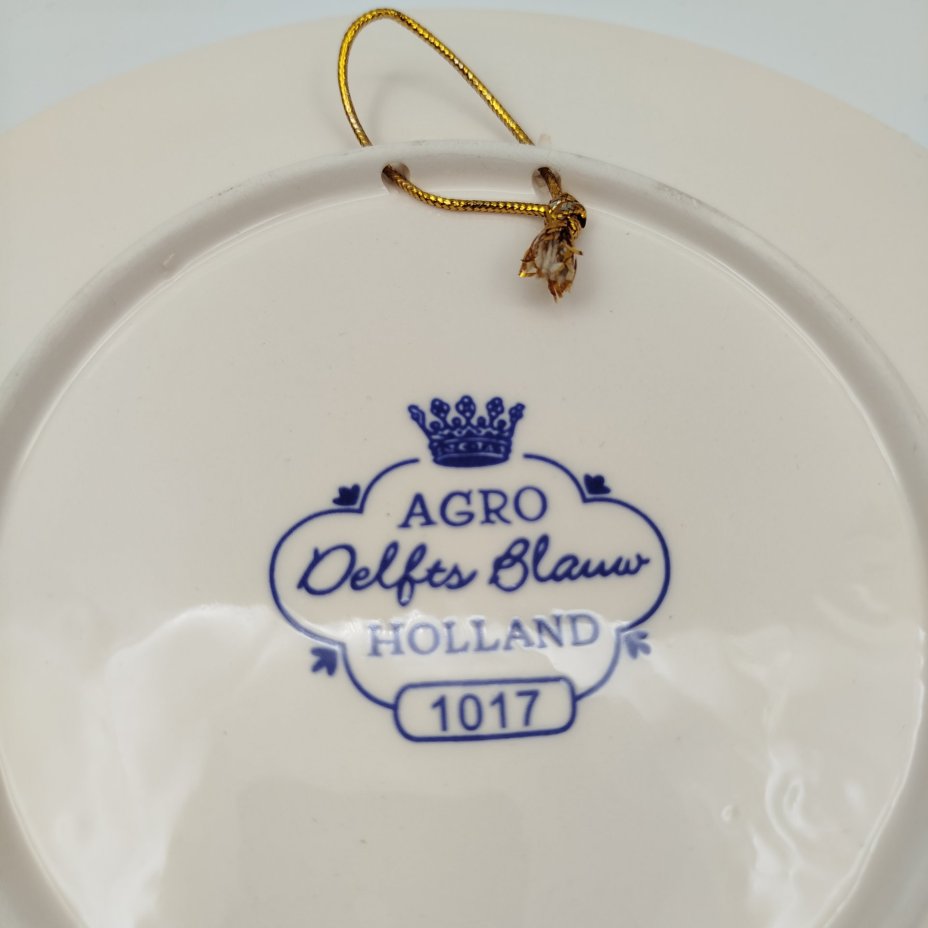 AGRO
Delfts Blauw
HOLLAND
1017